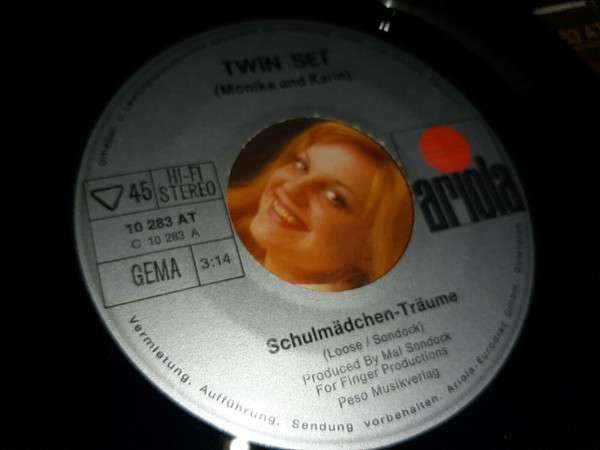 TWIN SET
(Monika und Karin)
ariola
45
HI-FI
STEREO
10 283 AT
C 10 283 A
GEMA
3:14
Schulmädchen-Träume
(Loose / Sondock)
Produced By Mal Sondock
For Finger Productions
Peso Musikverlag
Vermietung, Aufführung, Sendung vorbehalten. Ariola-Eurodisc GmbH,